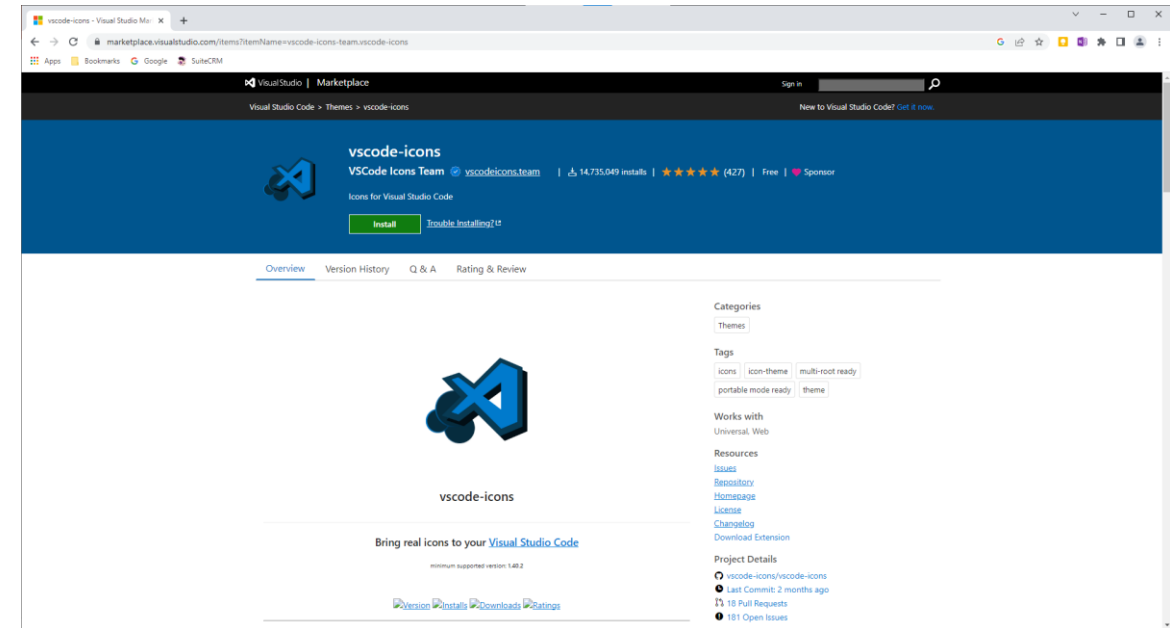 vscode-icons - Visual Studio Mar
marketplace.visualstudio.com/items?itemName=vscode-icons-team.vscode-icons
Apps Bookmarks Google SuiteCRM
Visual Studio | Marketplace
Sign in
Visual Studio Code > Themes > vscode-icons
New to Visual Studio Code? Get it now.
vscode-icons
VSCode Icons Team vscodeicons.team | 14,735,049 installs | (427) | Free | Sponsor
Icons for Visual Studio Code
Install Trouble Installing?
Overview Version History Q & A Rating & Review
vscode-icons
Bring real icons to your Visual Studio Code
minimum supported version: 1.40.2
Version Installs Downloads Ratings
Categories
Themes
Tags
icons icon-theme multi-root ready
portable mode ready theme
Works with
Universal, Web
Resources
Issues
Repository
Homepage
License
Changelog
Download Extension
Project Details
vscode-icons/vscode-icons
Last Commit: 2 months ago
18 Pull Requests
181 Open Issues